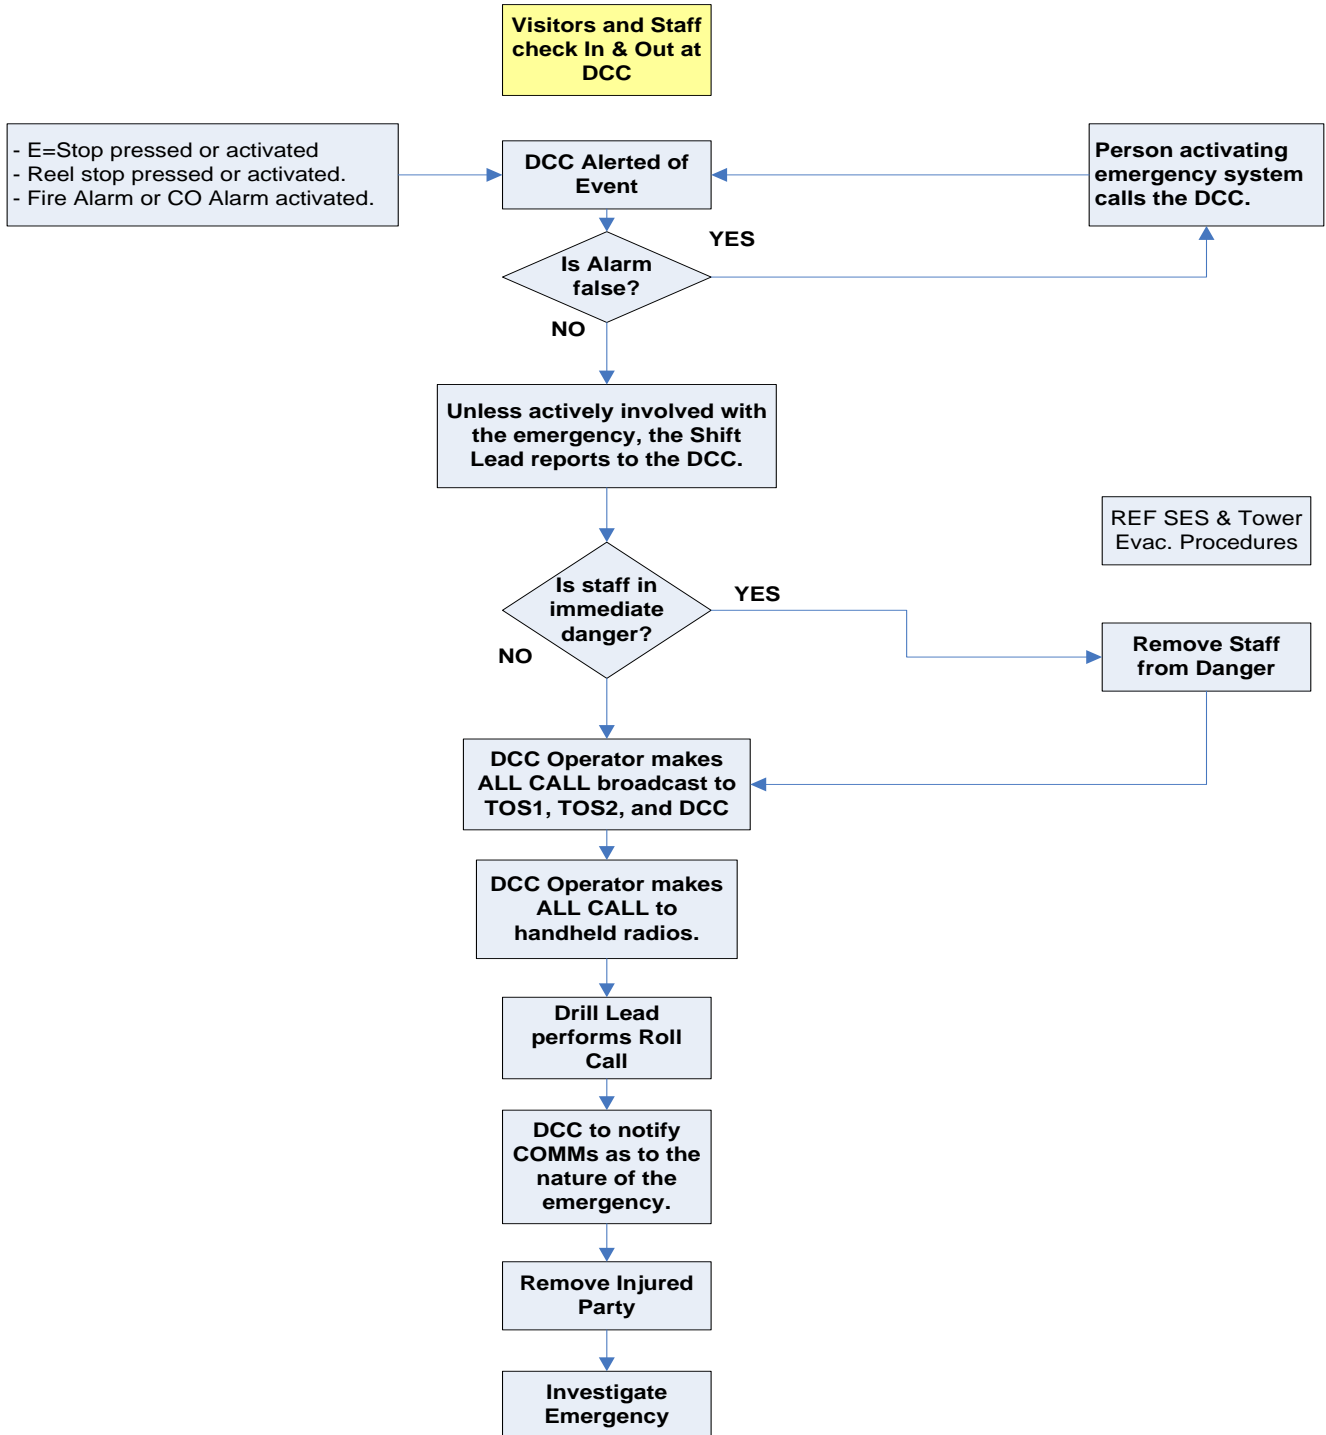 Visitors and Staff
check In & Out at
DCC
- E=Stop pressed or activated
- Reel stop pressed or activated.
- Fire Alarm or CO Alarm activated.
DCC Alerted of
Event
Person activating
emergency system
calls the DCC.
YES
Is Alarm
false?
NO
Unless actively involved with
the emergency, the Shift
Lead reports to the DCC.
REF SES & Tower
Evac. Procedures
Is staff in
immediate
danger?
YES
NO
Remove Staff
from Danger
DCC Operator makes
ALL CALL broadcast to
TOS1, TOS2, and DCC
DCC Operator makes
ALL CALL to
handheld radios.
Drill Lead
performs Roll
Call
DCC to notify
COMMs as to the
nature of the
emergency.
Remove Injured
Party
Investigate
Emergency